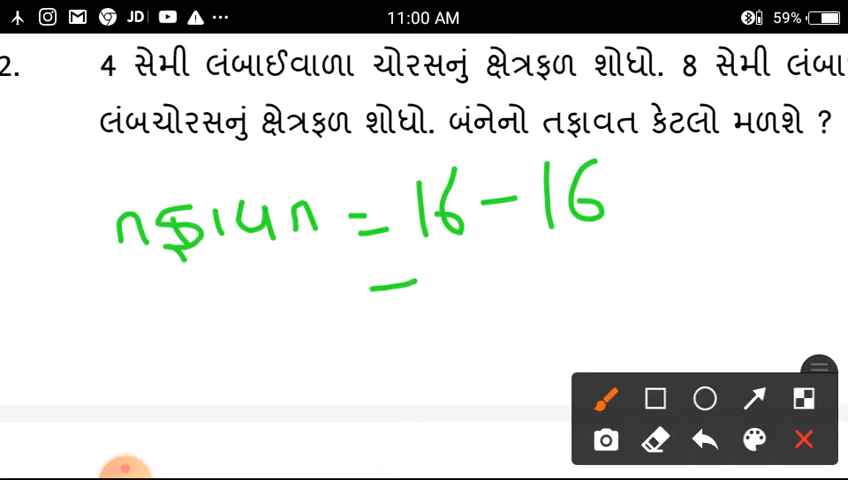 JD 11:00 AM 59%
2. 4 સેમી લંબાઈવાળા ચોરસનું ક્ષેત્રફળ શોધો. 8 સેમી લંબા
લંબચોરસનું ક્ષેત્રફળ શોધો. બંનેનો તફાવત કેટલો મળશે ?
તફાવત = 16 - 16
=